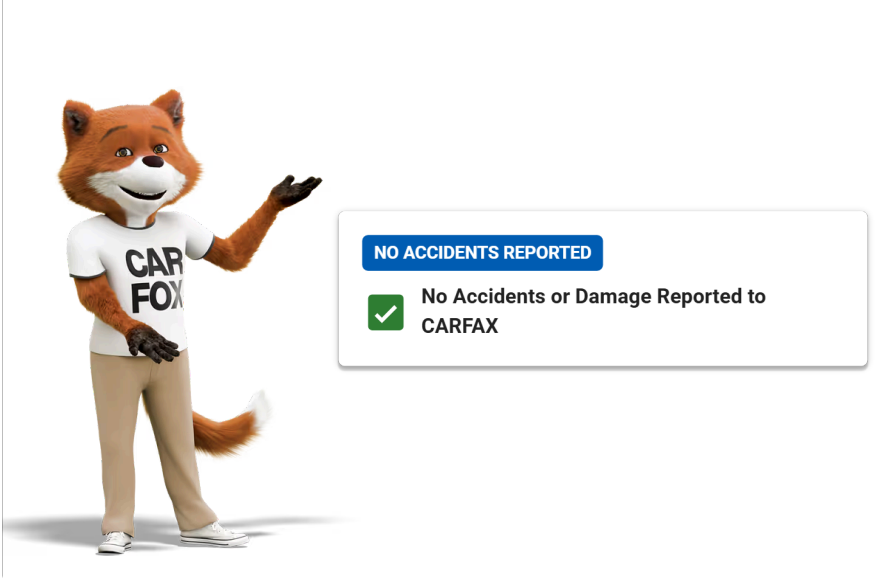 CAR
FOX
NO ACCIDENTS REPORTED
No Accidents or Damage Reported to
CARFAX